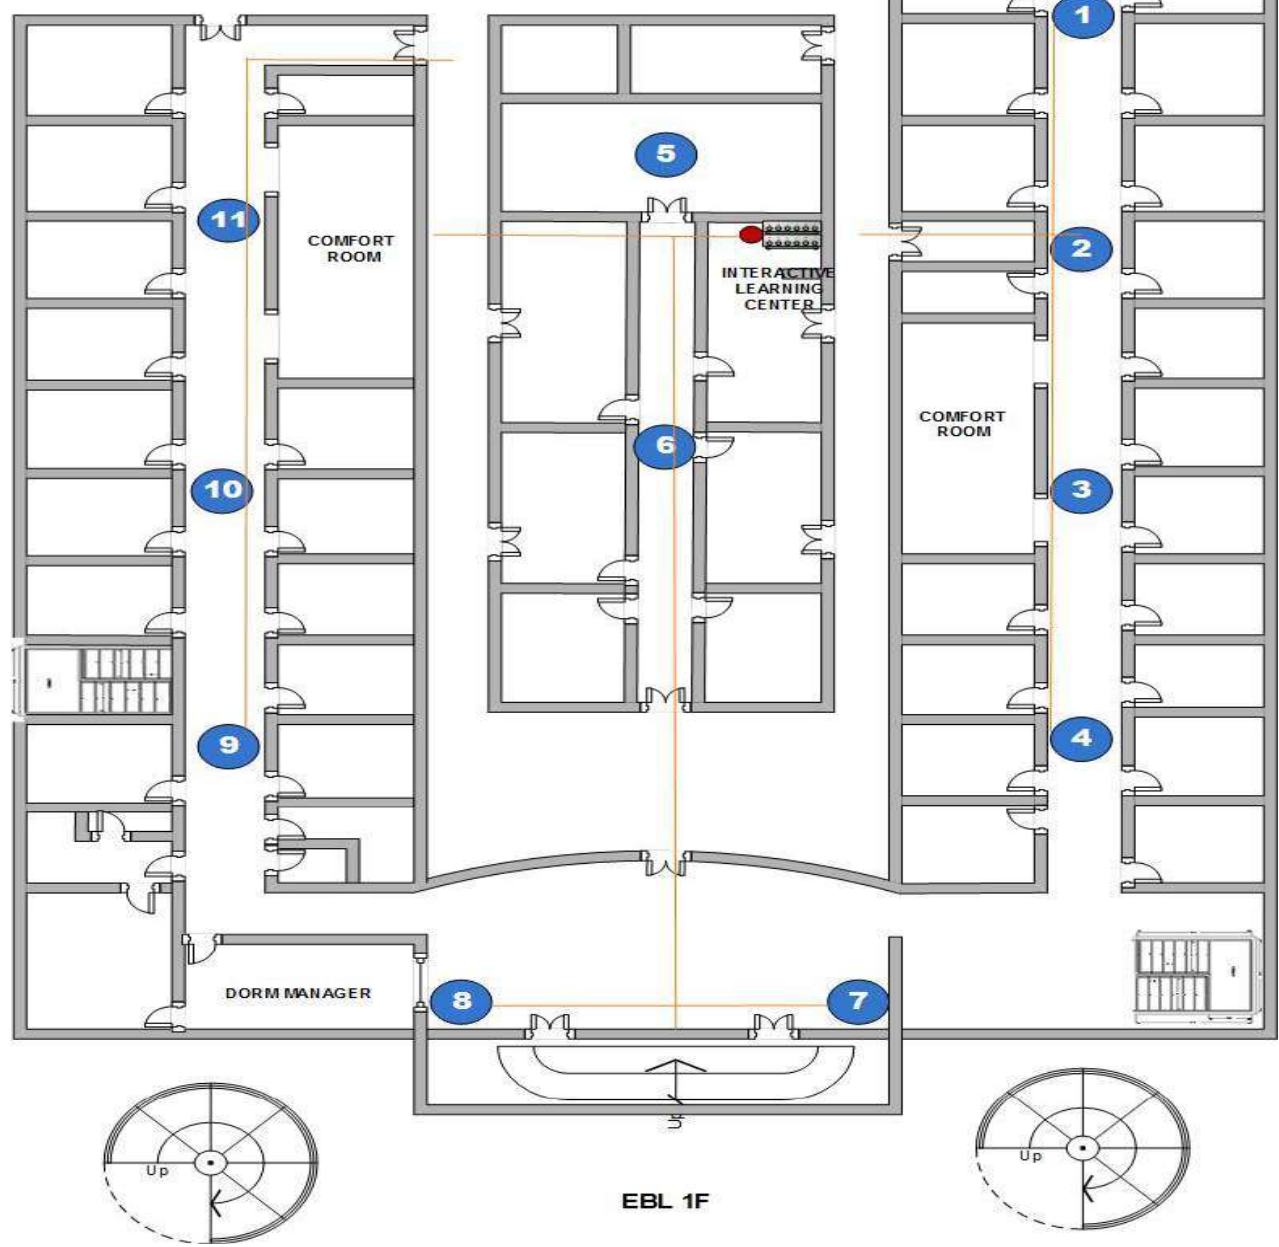 1
5
11
COMFORT
ROOM
2
INTERACTIVE
LEARNING
CENTER
COMFORT
ROOM
6
10
3
9
4
DORM MANAGER
8
7
Up
Up
Up
EBL 1F